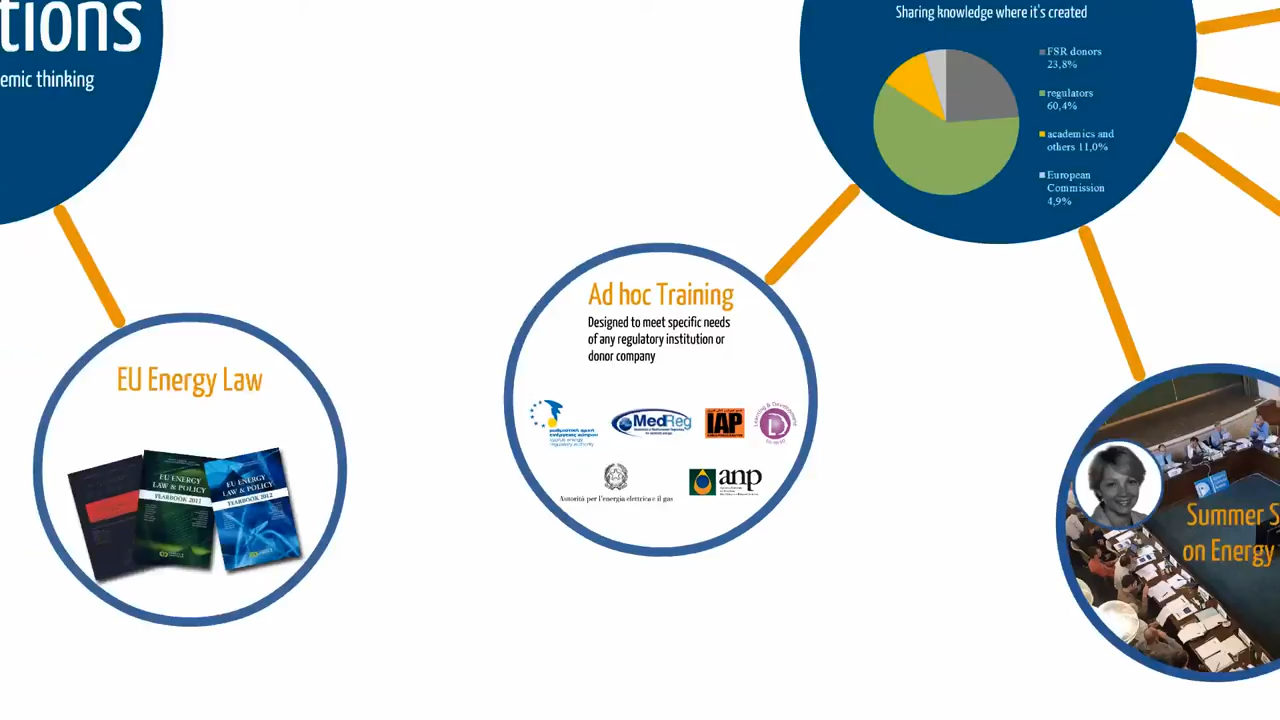 tions
emic thinking
Sharing knowledge where it's created
FSR donors
23,8%
regulators
60,4%
academics and
others 11,0%
European
Commission
4,9%
Ad hoc Training
Designed to meet specific needs
of any regulatory institution or
donor company
MedReg
IAP
Learning & Development
anp
Autorità per l'energia elettrica e il gas
EU Energy Law
EU ENERGY
LAW & POLICY
YEARBOOK 2011
EU ENERGY
LAW & POLICY
YEARBOOK 2012
Summer S
on Energy